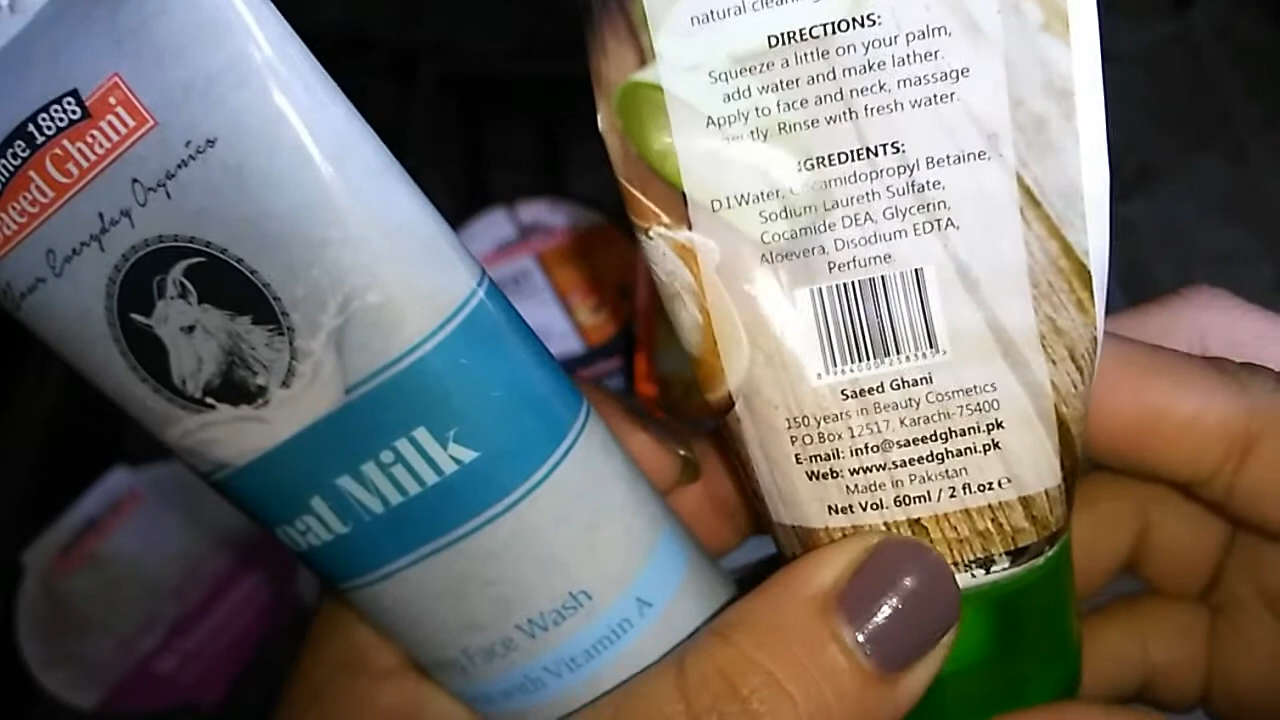 since 1888
Saeed Ghani
Your Everyday Organics
oat Milk
Face Wash
with Vitamin A
natural
DIRECTIONS:
Squeeze a little on your palm,
add water and make lather.
Apply to face and neck, massage
tly. Rinse with fresh water.
GREDIENTS:
D I.Water, Cocamidopropyl Betaine,
Sodium Laureth Sulfate,
Cocamide DEA, Glycerin,
Aloevera, Disodium EDTA,
Perfume.
Saeed Ghani
150 years in Beauty Cosmetics
P.O.Box 12517, Karachi-75400
E-mail: info@saeedghani.pk
Web: www.saeedghani.pk
Made in Pakistan
Net Vol. 60ml / 2 fl.oz e